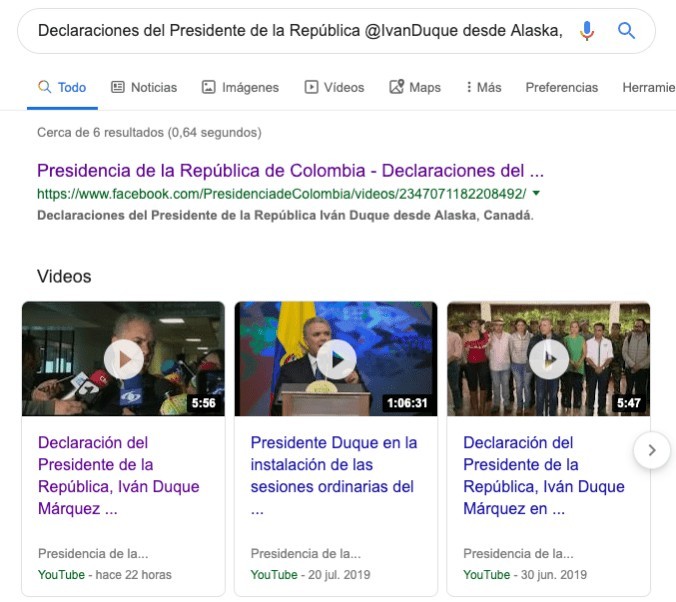 Declaraciones del Presidente de la República @IvanDuque desde Alaska,
Todo Noticias Imágenes Vídeos Maps Más Preferencias Herramie
Cerca de 6 resultados (0,64 segundos)
Presidencia de la República de Colombia - Declaraciones del ...
https://www.facebook.com/PresidenciadeColombia/videos/2347071182208492/
Declaraciones del Presidente de la República Iván Duque desde Alaska, Canadá.
Videos
5:56
Declaración del
Presidente de la
República, Iván Duque
Márquez ...
Presidencia de la...
YouTube - hace 22 horas
1:06:31
Presidente Duque en la
instalación de las
sesiones ordinarias del
...
Presidencia de la...
YouTube - 20 jul. 2019
5:47
Declaración del
Presidente de la
República, Iván Duque
Márquez en ...
Presidencia de la...
YouTube - 30 jun. 2019